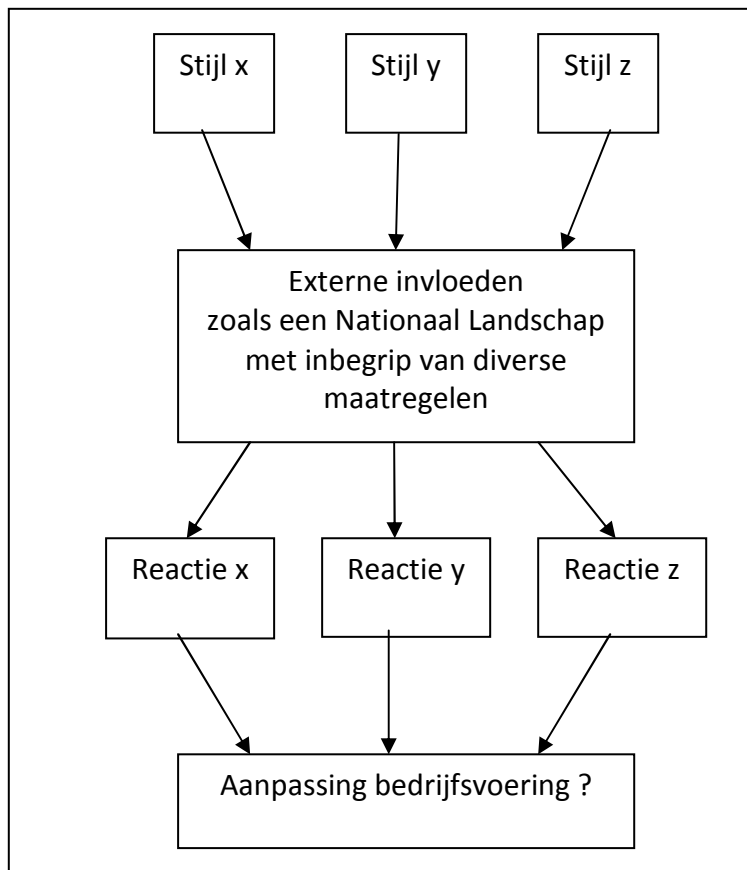 Stijl x
Stijl y
Stijl z
Externe invloeden
zoals een Nationaal Landschap
met inbegrip van diverse
maatregelen
Reactie x
Reactie y
Reactie z
Aanpassing bedrijfsvoering ?